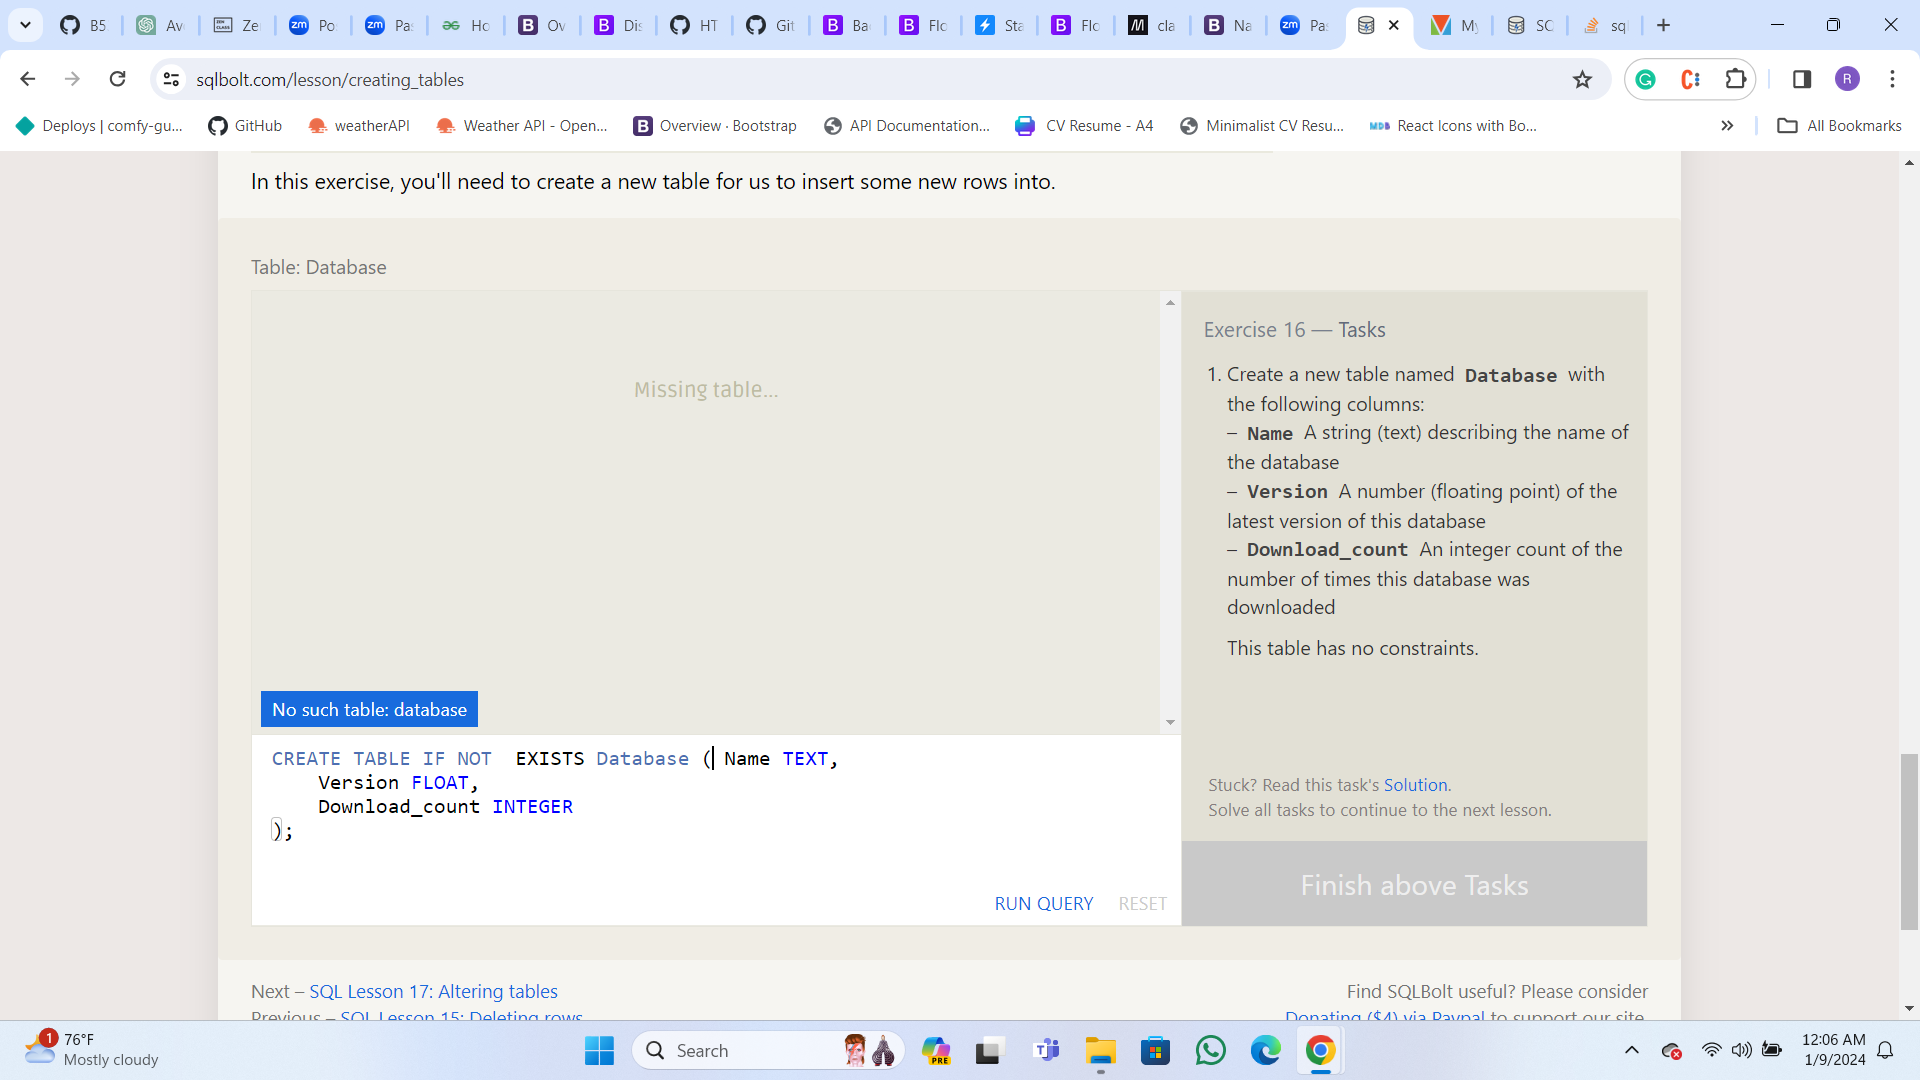 B5
Av
Ze
Po
Pas
Ho
Ov
Dis
HT
Git
Ba
Flo
Sta
Flo
cla
Na
Pa
My
SC
sql
sqlbolt.com/lesson/creating_tables
R
Deploys | comfy-gu...
GitHub
weatherAPI
Weather API - Open...
Overview · Bootstrap
API Documentation...
CV Resume - A4
Minimalist CV Resu...
React Icons with Bo...
All Bookmarks
In this exercise, you'll need to create a new table for us to insert some new rows into.
Table: Database
Missing table...
No such table: database
CREATE TABLE IF NOT  EXISTS Database ( Name TEXT,
Version FLOAT,
Download_count INTEGER
);
RUN QUERY
RESET
Exercise 16 — Tasks
1. Create a new table named Database with
the following columns:
– Name A string (text) describing the name of
the database
– Version A number (floating point) of the
latest version of this database
– Download_count An integer count of the
number of times this database was
downloaded
This table has no constraints.
Stuck? Read this task's Solution.
Solve all tasks to continue to the next lesson.
Finish above Tasks
Next – SQL Lesson 17: Altering tables
Previous – SQL Lesson 15: Deleting rows
Find SQLBolt useful? Please consider
Donating ($4) via Paypal to support our site.
1
76°F
Mostly cloudy
Search
PRE
12:06 AM
1/9/2024